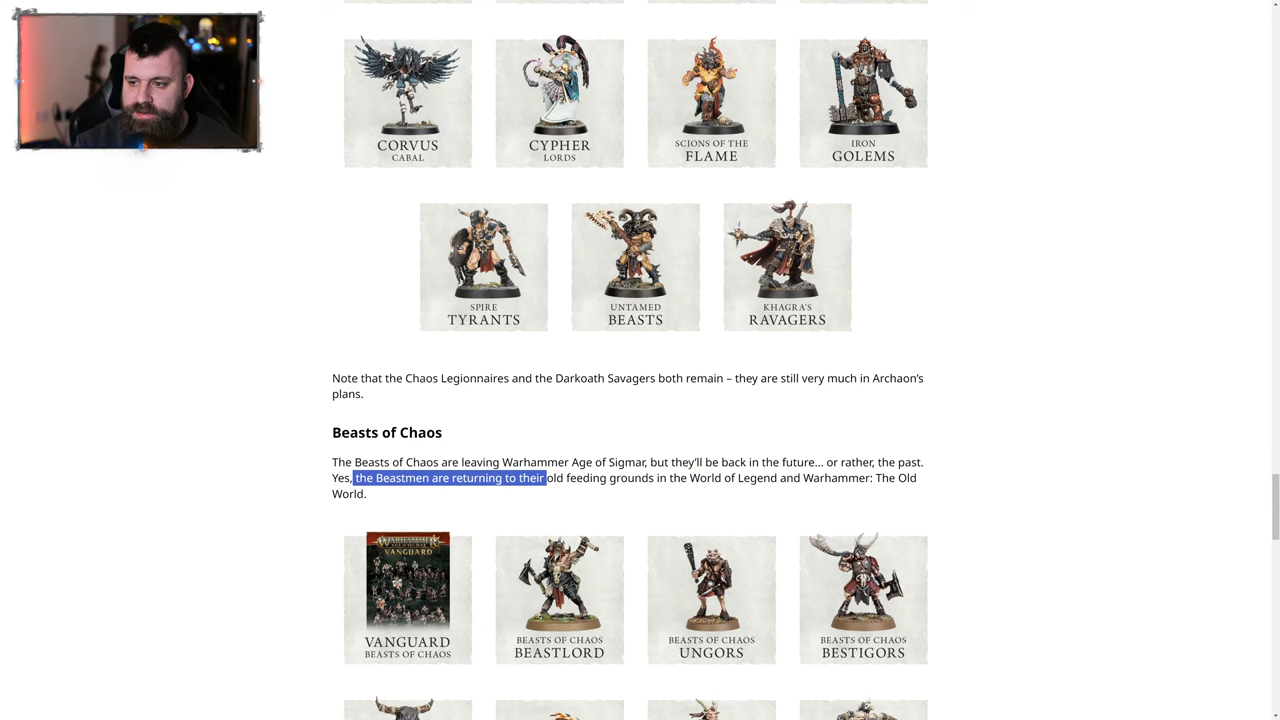 CORVUS
CABAL
CYPHER
LORDS
SCIONS OF THE
FLAME
IRON
GOLEMS
SPIRE
TYRANTS
UNTAMED
BEASTS
KHAGRA'S
RAVAGERS
Note that the Chaos Legionnaires and the Darkoath Savagers both remain – they are still very much in Archaon’s
plans.
Beasts of Chaos
The Beasts of Chaos are leaving Warhammer Age of Sigmar, but they’ll be back in the future… or rather, the past.
Yes, the Beastmen are returning to their old feeding grounds in the World of Legend and Warhammer: The Old
World.
WARHAMMER
AGE OF SIGMAR
VANGUARD
VANGUARD
BEASTS OF CHAOS
BEASTS OF CHAOS
BEASTLORD
BEASTS OF CHAOS
UNGORS
BEASTS OF CHAOS
BESTIGORS